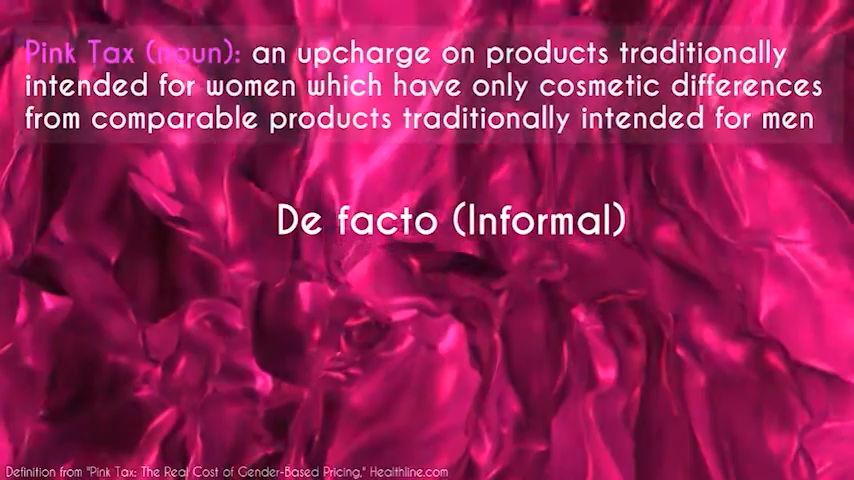 Pink Tax (noun): an upcharge on products traditionally
intended for women which have only cosmetic differences
from comparable products traditionally intended for men
De facto (Informal)
Definition from "Pink Tax: The Real Cost of Gender-Based Pricing," Healthline.com